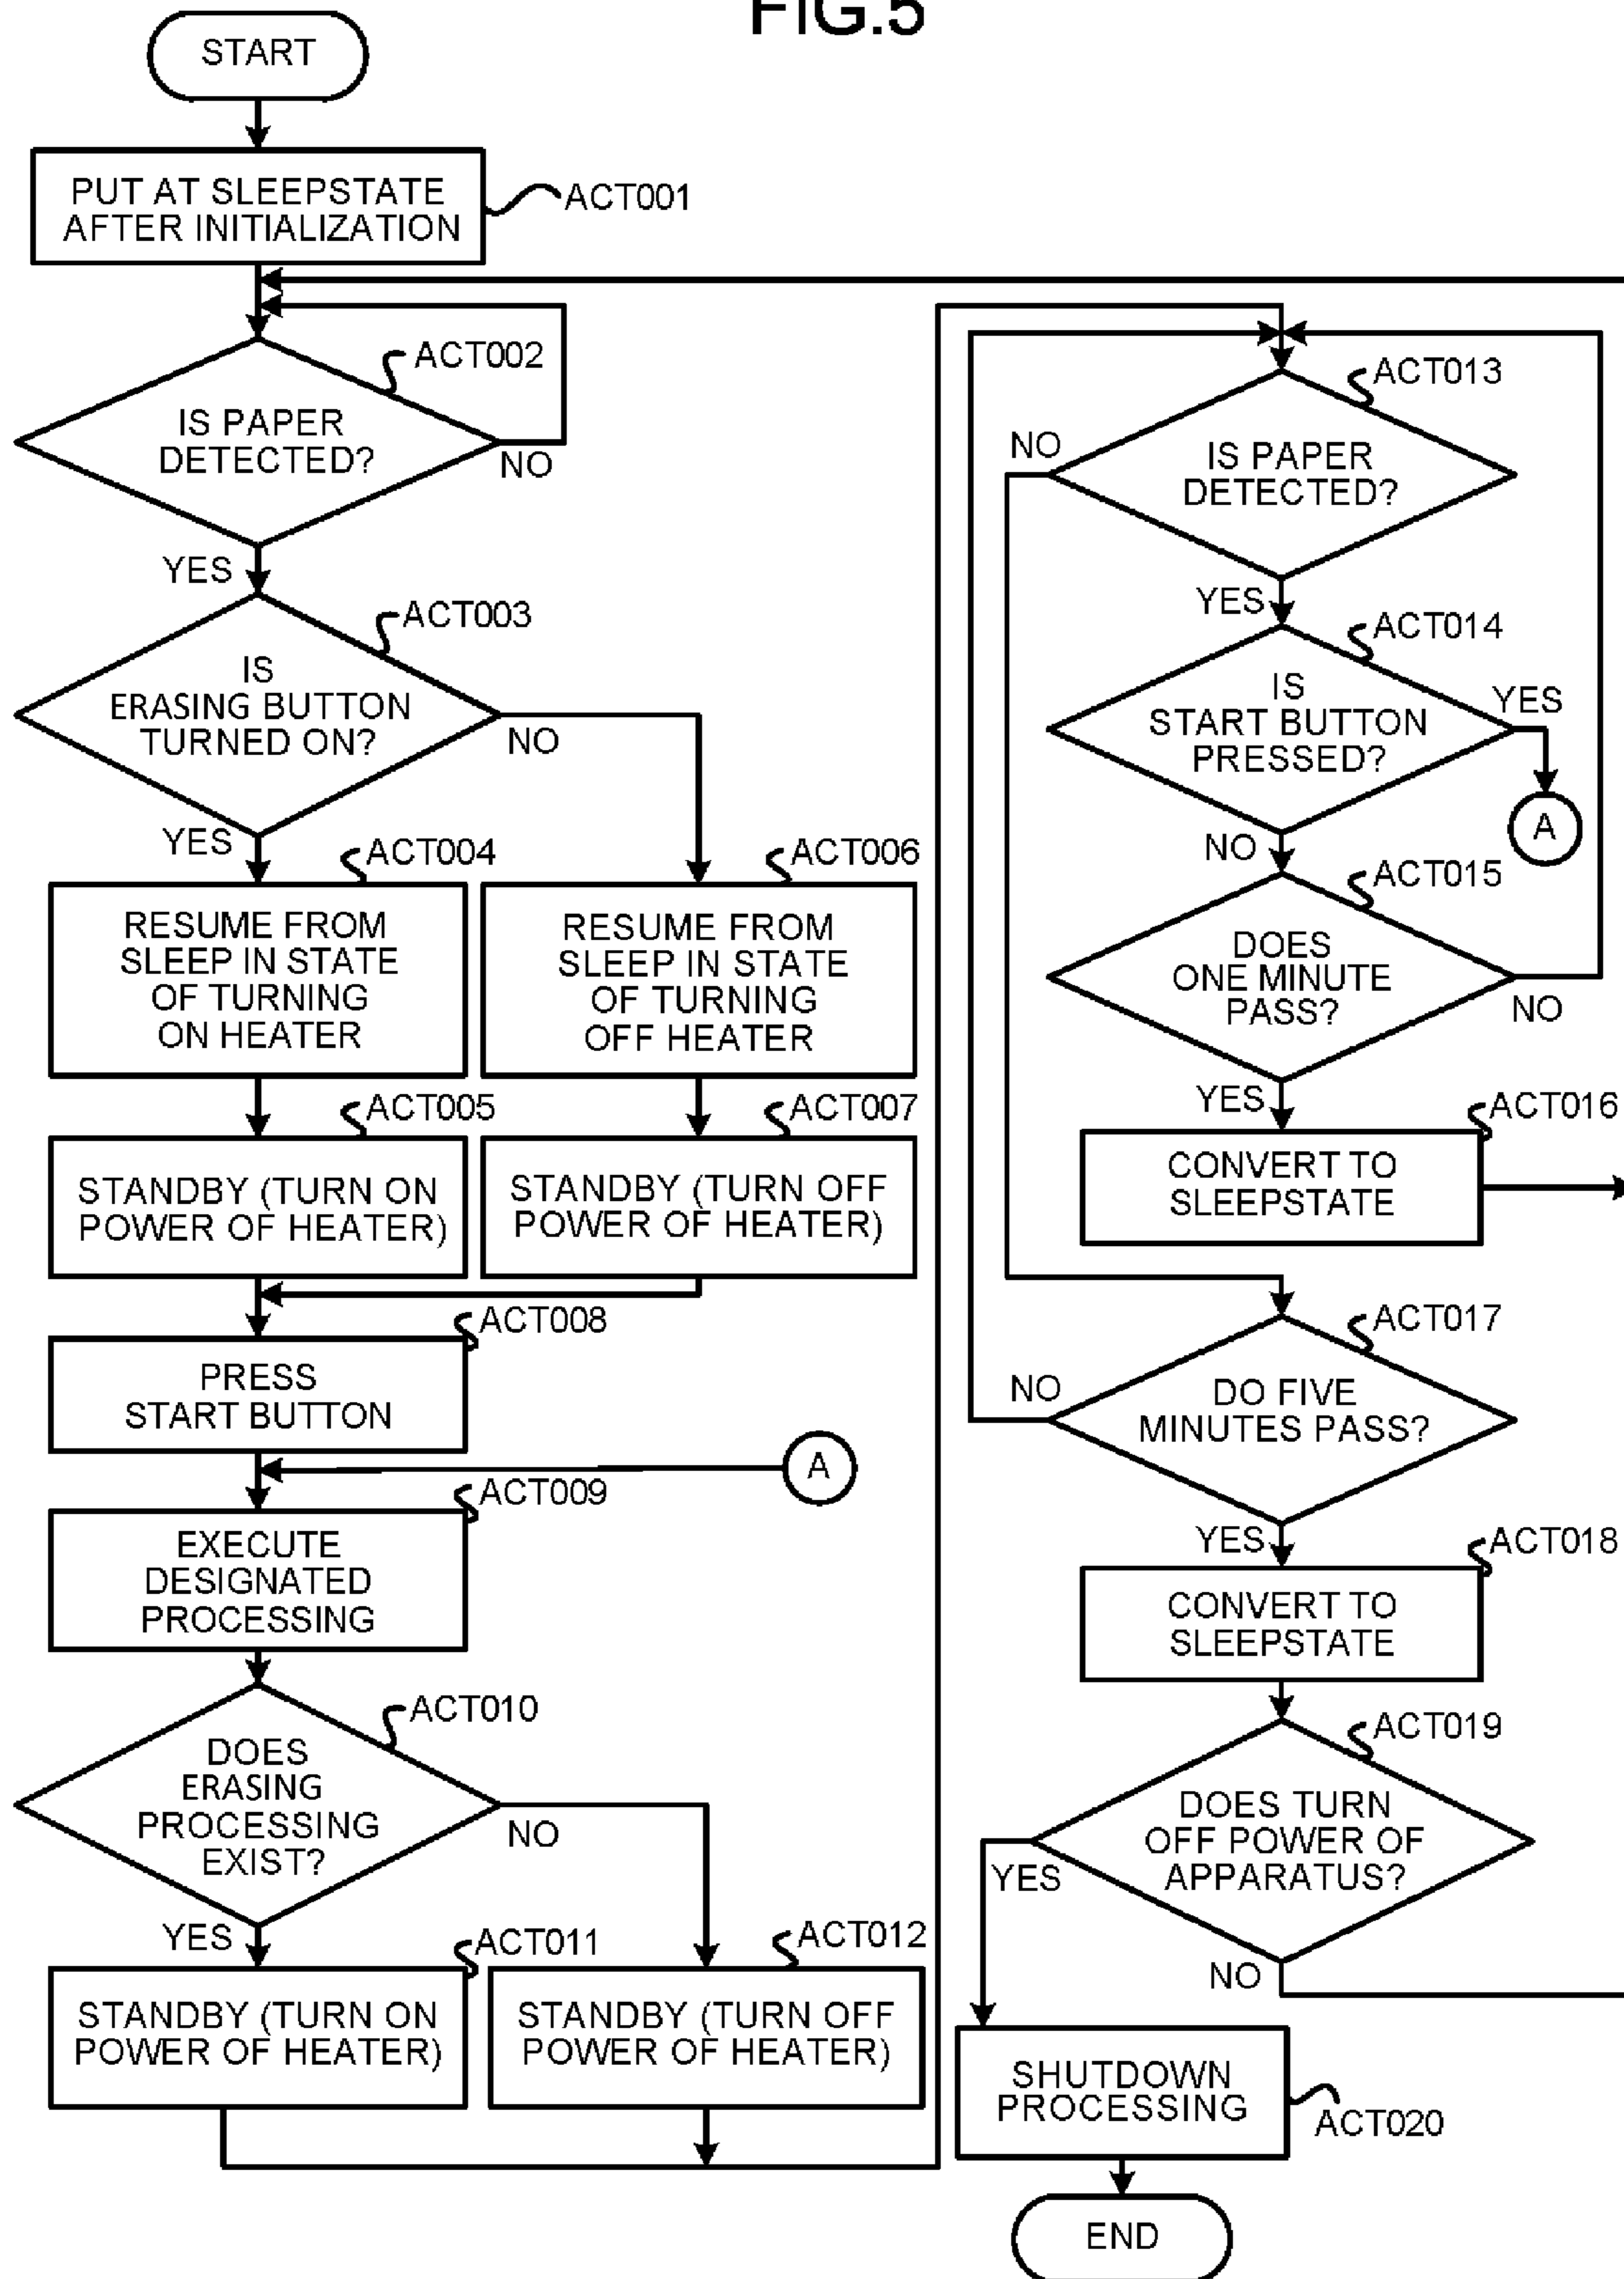 FIG.5
START
PUT AT SLEEPSTATE
AFTER INITIALIZATION
ACT001
ACT002
IS PAPER
DETECTED?
NO
YES
ACT003
IS
ERASING BUTTON
TURNED ON?
NO
YES
ACT004
RESUME FROM
SLEEP IN STATE
OF TURNING
ON HEATER
ACT006
RESUME FROM
SLEEP IN STATE
OF TURNING
OFF HEATER
ACT005
STANDBY (TURN ON
POWER OF HEATER)
ACT007
STANDBY (TURN OFF
POWER OF HEATER)
ACT008
PRESS
START BUTTON
A
ACT009
EXECUTE
DESIGNATED
PROCESSING
ACT010
DOES
ERASING
PROCESSING
EXIST?
NO
YES
ACT011
STANDBY (TURN ON
POWER OF HEATER)
ACT012
STANDBY (TURN OFF
POWER OF HEATER)
ACT013
NO
IS PAPER
DETECTED?
YES
ACT014
IS
START BUTTON
PRESSED?
YES
A
NO
ACT015
DOES
ONE MINUTE
PASS?
NO
YES
ACT016
CONVERT TO
SLEEPSTATE
ACT017
NO
DO FIVE
MINUTES PASS?
YES
ACT018
CONVERT TO
SLEEPSTATE
ACT019
DOES TURN
OFF POWER OF
APPARATUS?
YES
NO
SHUTDOWN
PROCESSING
ACT020
END